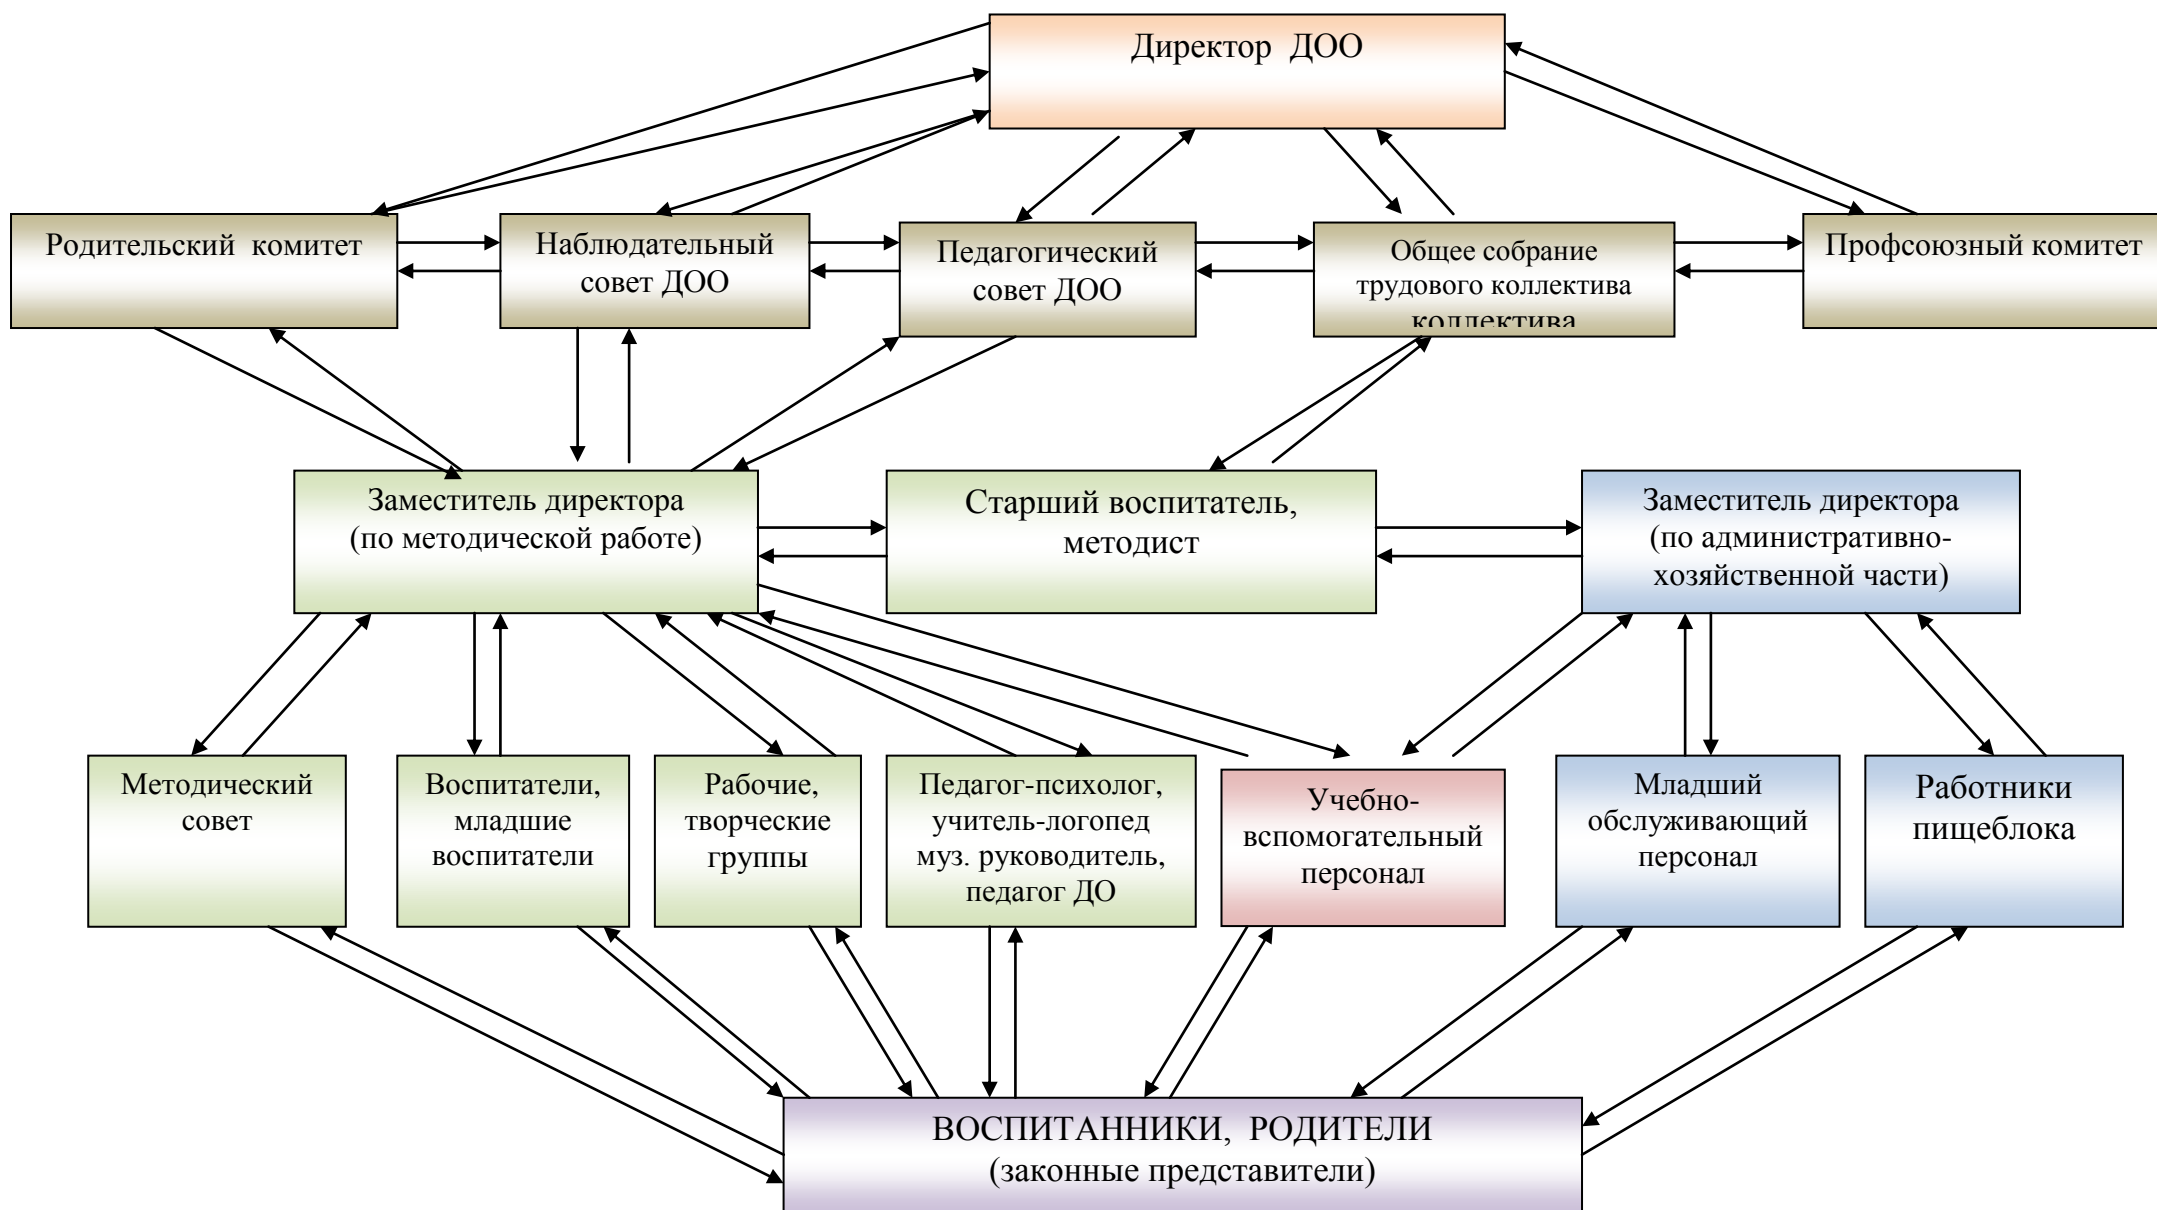 Директор ДОО
Родительский комитет
Наблюдательный
совет ДОО
Педагогический
совет ДОО
Общее собрание
трудового коллектива
коллектива
Профсоюзный комитет
Заместитель директора
(по методической работе)
Старший воспитатель,
методист
Заместитель директора
(по административно-
хозяйственной части)
Методический
совет
Воспитатели,
младшие
воспитатели
Рабочие,
творческие
группы
Педагог-психолог,
учитель-логопед
муз. руководитель,
педагог ДО
Учебно-
вспомогательный
персонал
Младший
обслуживающий
персонал
Работники
пищеблока
ВОСПИТАННИКИ, РОДИТЕЛИ
(законные представители)